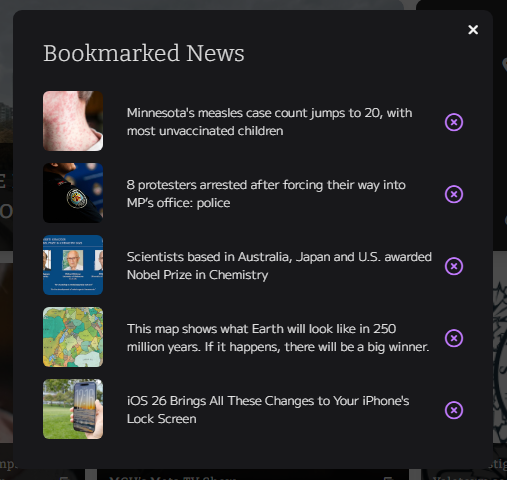 Bookmarked News
Minnesota's measles case count jumps to 20, with
most unvaccinated children
8 protesters arrested after forcing their way into
MP's office: police
Scientists based in Australia, Japan and U.S. awarded
Nobel Prize in Chemistry
This map shows what Earth will look like in 250
million years. If it happens, there will be a big winner.
iOS 26 Brings All These Changes to Your iPhone's
Lock Screen